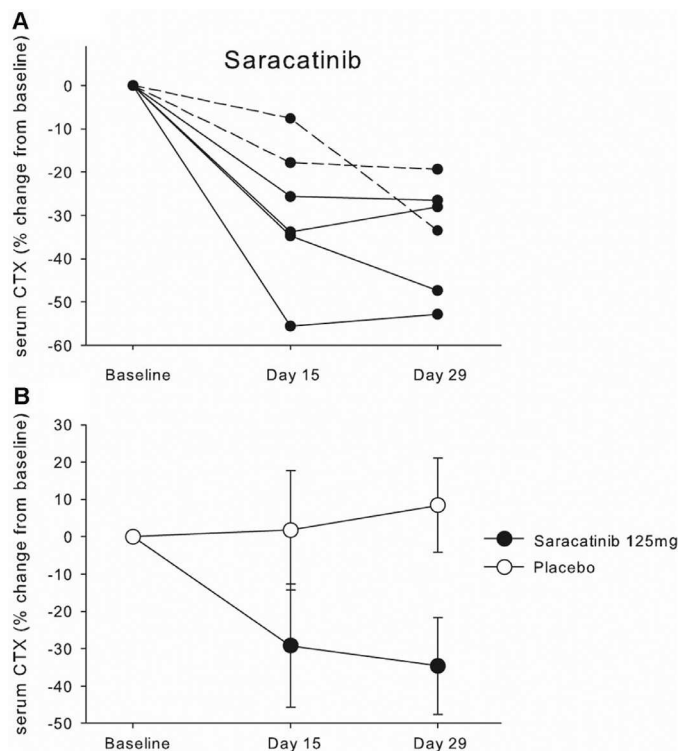 A
Saracatinib
serum CTX (% change from baseline)
0
-10
-20
-30
-40
-50
-60
Baseline Day 15 Day 29
B
serum CTX (% change from baseline)
30
20
10
0
-10
-20
-30
-40
-50
Baseline Day 15 Day 29
Saracatinib 125mg
Placebo